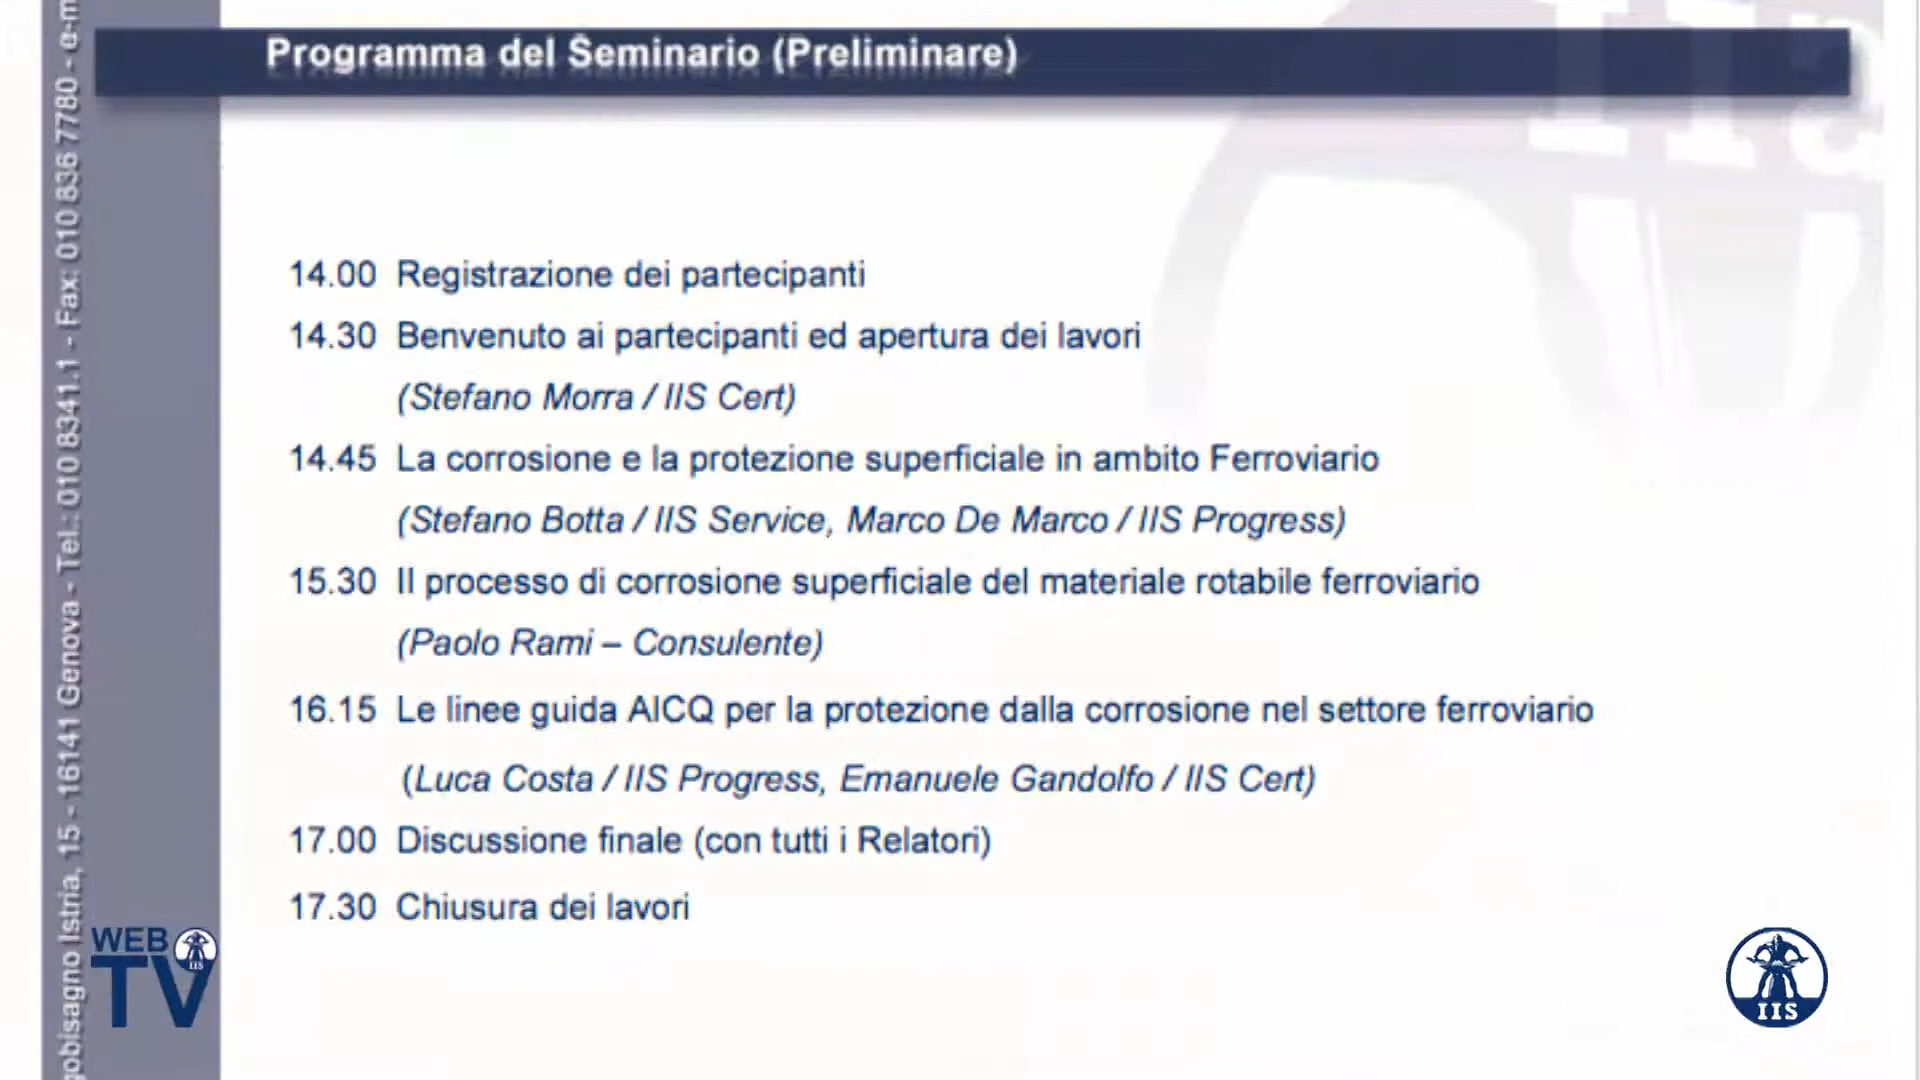 Programma del Seminario (Preliminare)
14.00 Registrazione dei partecipanti
14.30 Benvenuto ai partecipanti ed apertura dei lavori
(Stefano Morra / IIS Cert)
14.45 La corrosione e la protezione superficiale in ambito Ferroviario
(Stefano Botta / IIS Service, Marco De Marco / IIS Progress)
15.30 Il processo di corrosione superficiale del materiale rotabile ferroviario
(Paolo Rami – Consulente)
16.15 Le linee guida AICQ per la protezione dalla corrosione nel settore ferroviario
(Luca Costa / IIS Progress, Emanuele Gandolfo / IIS Cert)
17.00 Discussione finale (con tutti i Relatori)
17.30 Chiusura dei lavori
gobisagno Istria, 15 - 16141 Genova - Tel.: 010 8341.1 - Fax: 010 836 7780 - e-m
WEB
TV
IIS
IIS